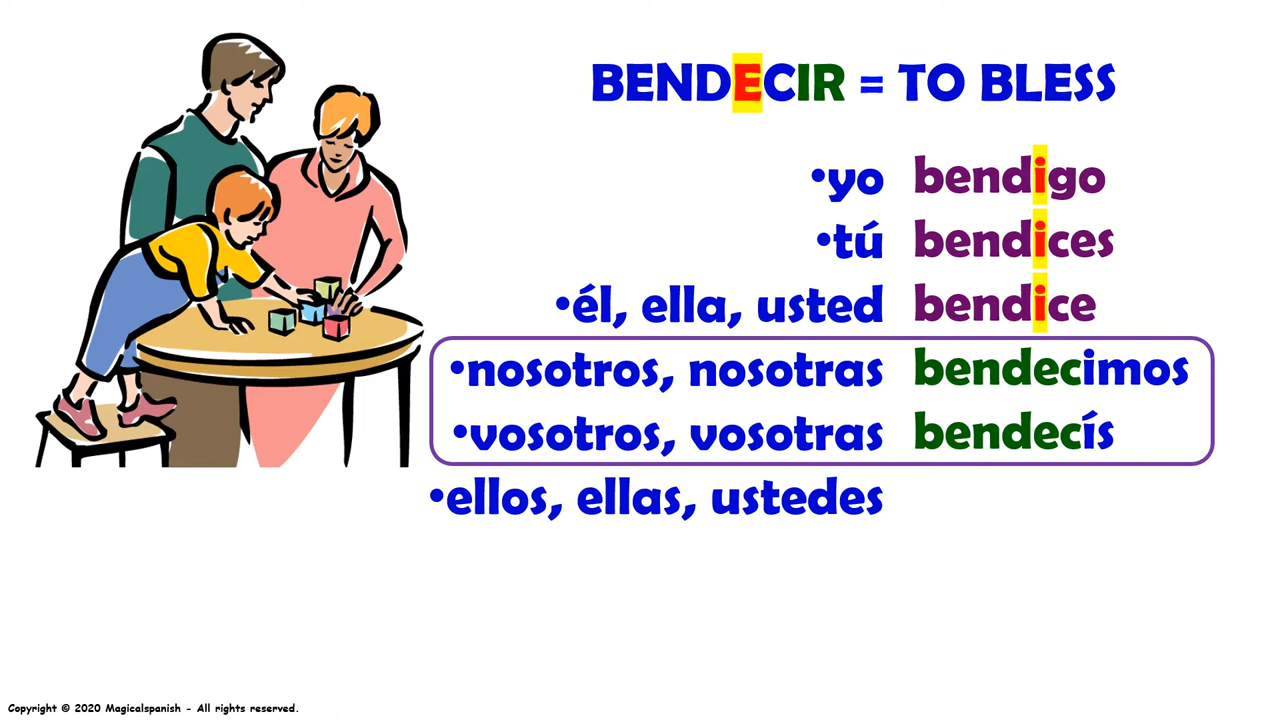 BENDECIR = TO BLESS
•yo bendigo
•tú bendices
•él, ella, usted bendice
•nosotros, nosotras bendecimos
•vosotros, vosotras bendecís
•ellos, ellas, ustedes
Copyright © 2020 Magicalspanish - All rights reserved.